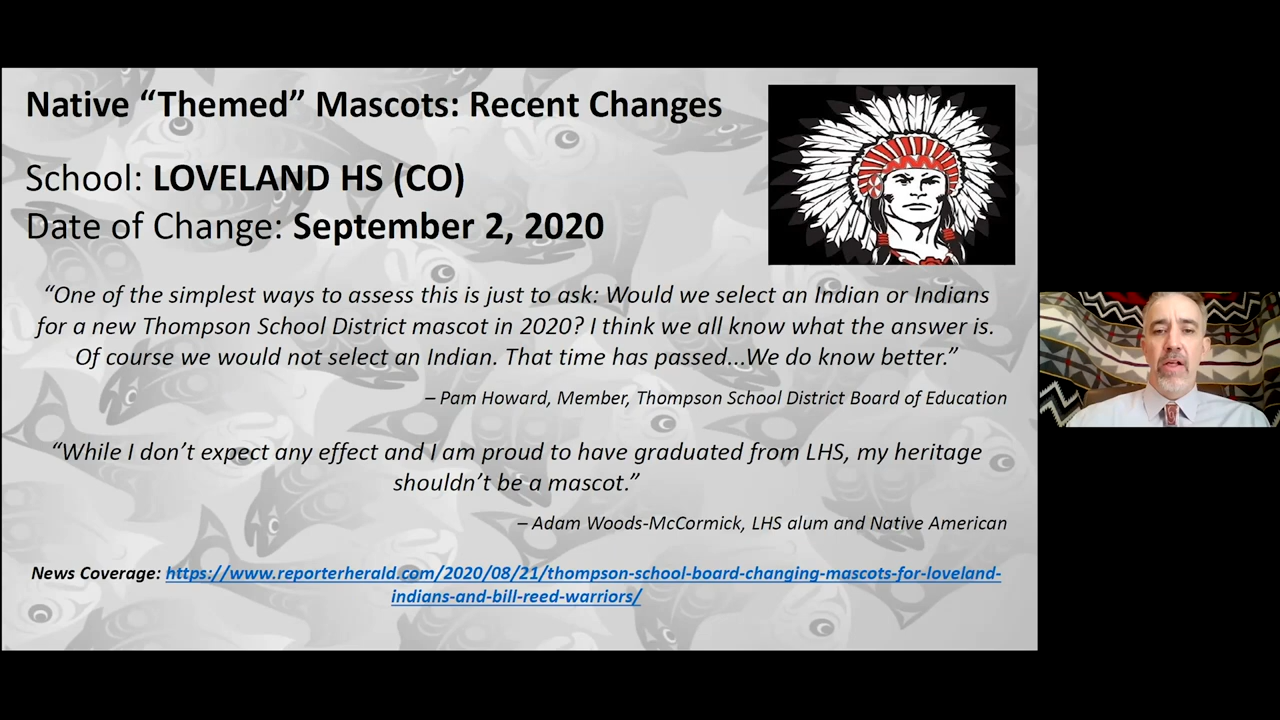 Native “Themed” Mascots: Recent Changes
School: LOVELAND HS (CO)
Date of Change: September 2, 2020
“One of the simplest ways to assess this is just to ask: Would we select an Indian or Indians
for a new Thompson School District mascot in 2020? I think we all know what the answer is.
Of course we would not select an Indian. That time has passed...We do know better.”
– Pam Howard, Member, Thompson School District Board of Education
“While I don’t expect any effect and I am proud to have graduated from LHS, my heritage
shouldn’t be a mascot.”
– Adam Woods-McCormick, LHS alum and Native American
News Coverage: https://www.reporterherald.com/2020/08/21/thompson-school-board-changing-mascots-for-loveland-
indians-and-bill-reed-warriors/